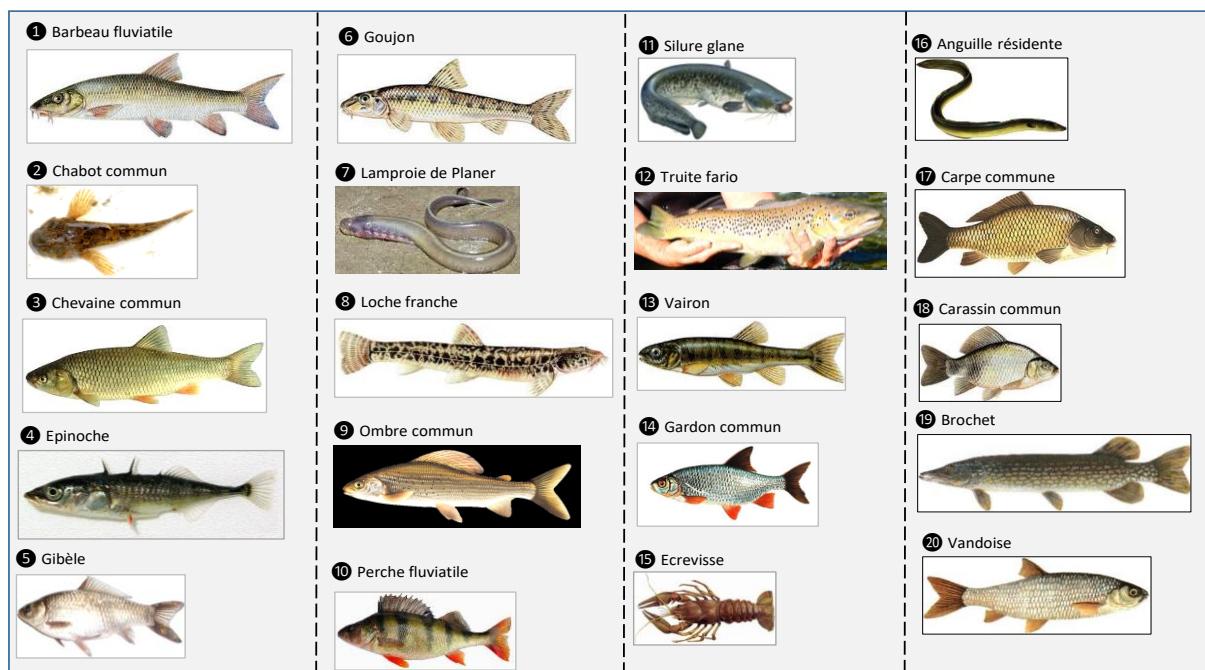 ❶ Barbeau fluviatile
❷ Chabot commun
❸ Chevaine commun
❹ Epinoche
❺ Gibèle
❻ Goujon
❼ Lamproie de Planer
❽ Loche franche
❾ Ombre commun
❿ Perche fluviatile
⓫ Silure glane
⓬ Truite fario
⓭ Vairon
⓮ Gardon commun
⓯ Ecrevisse
⓰ Anguille résidente
⓱ Carpe commune
⓲ Carassin commun
⓳ Brochet
⓴ Vandoise